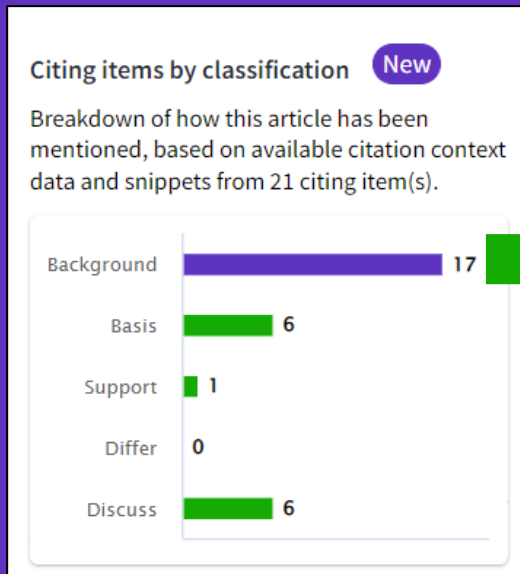 Citing items by classification New
Breakdown of how this article has been
mentioned, based on available citation context
data and snippets from 21 citing item(s).
Background 17
Basis 6
Support 1
Differ 0
Discuss 6